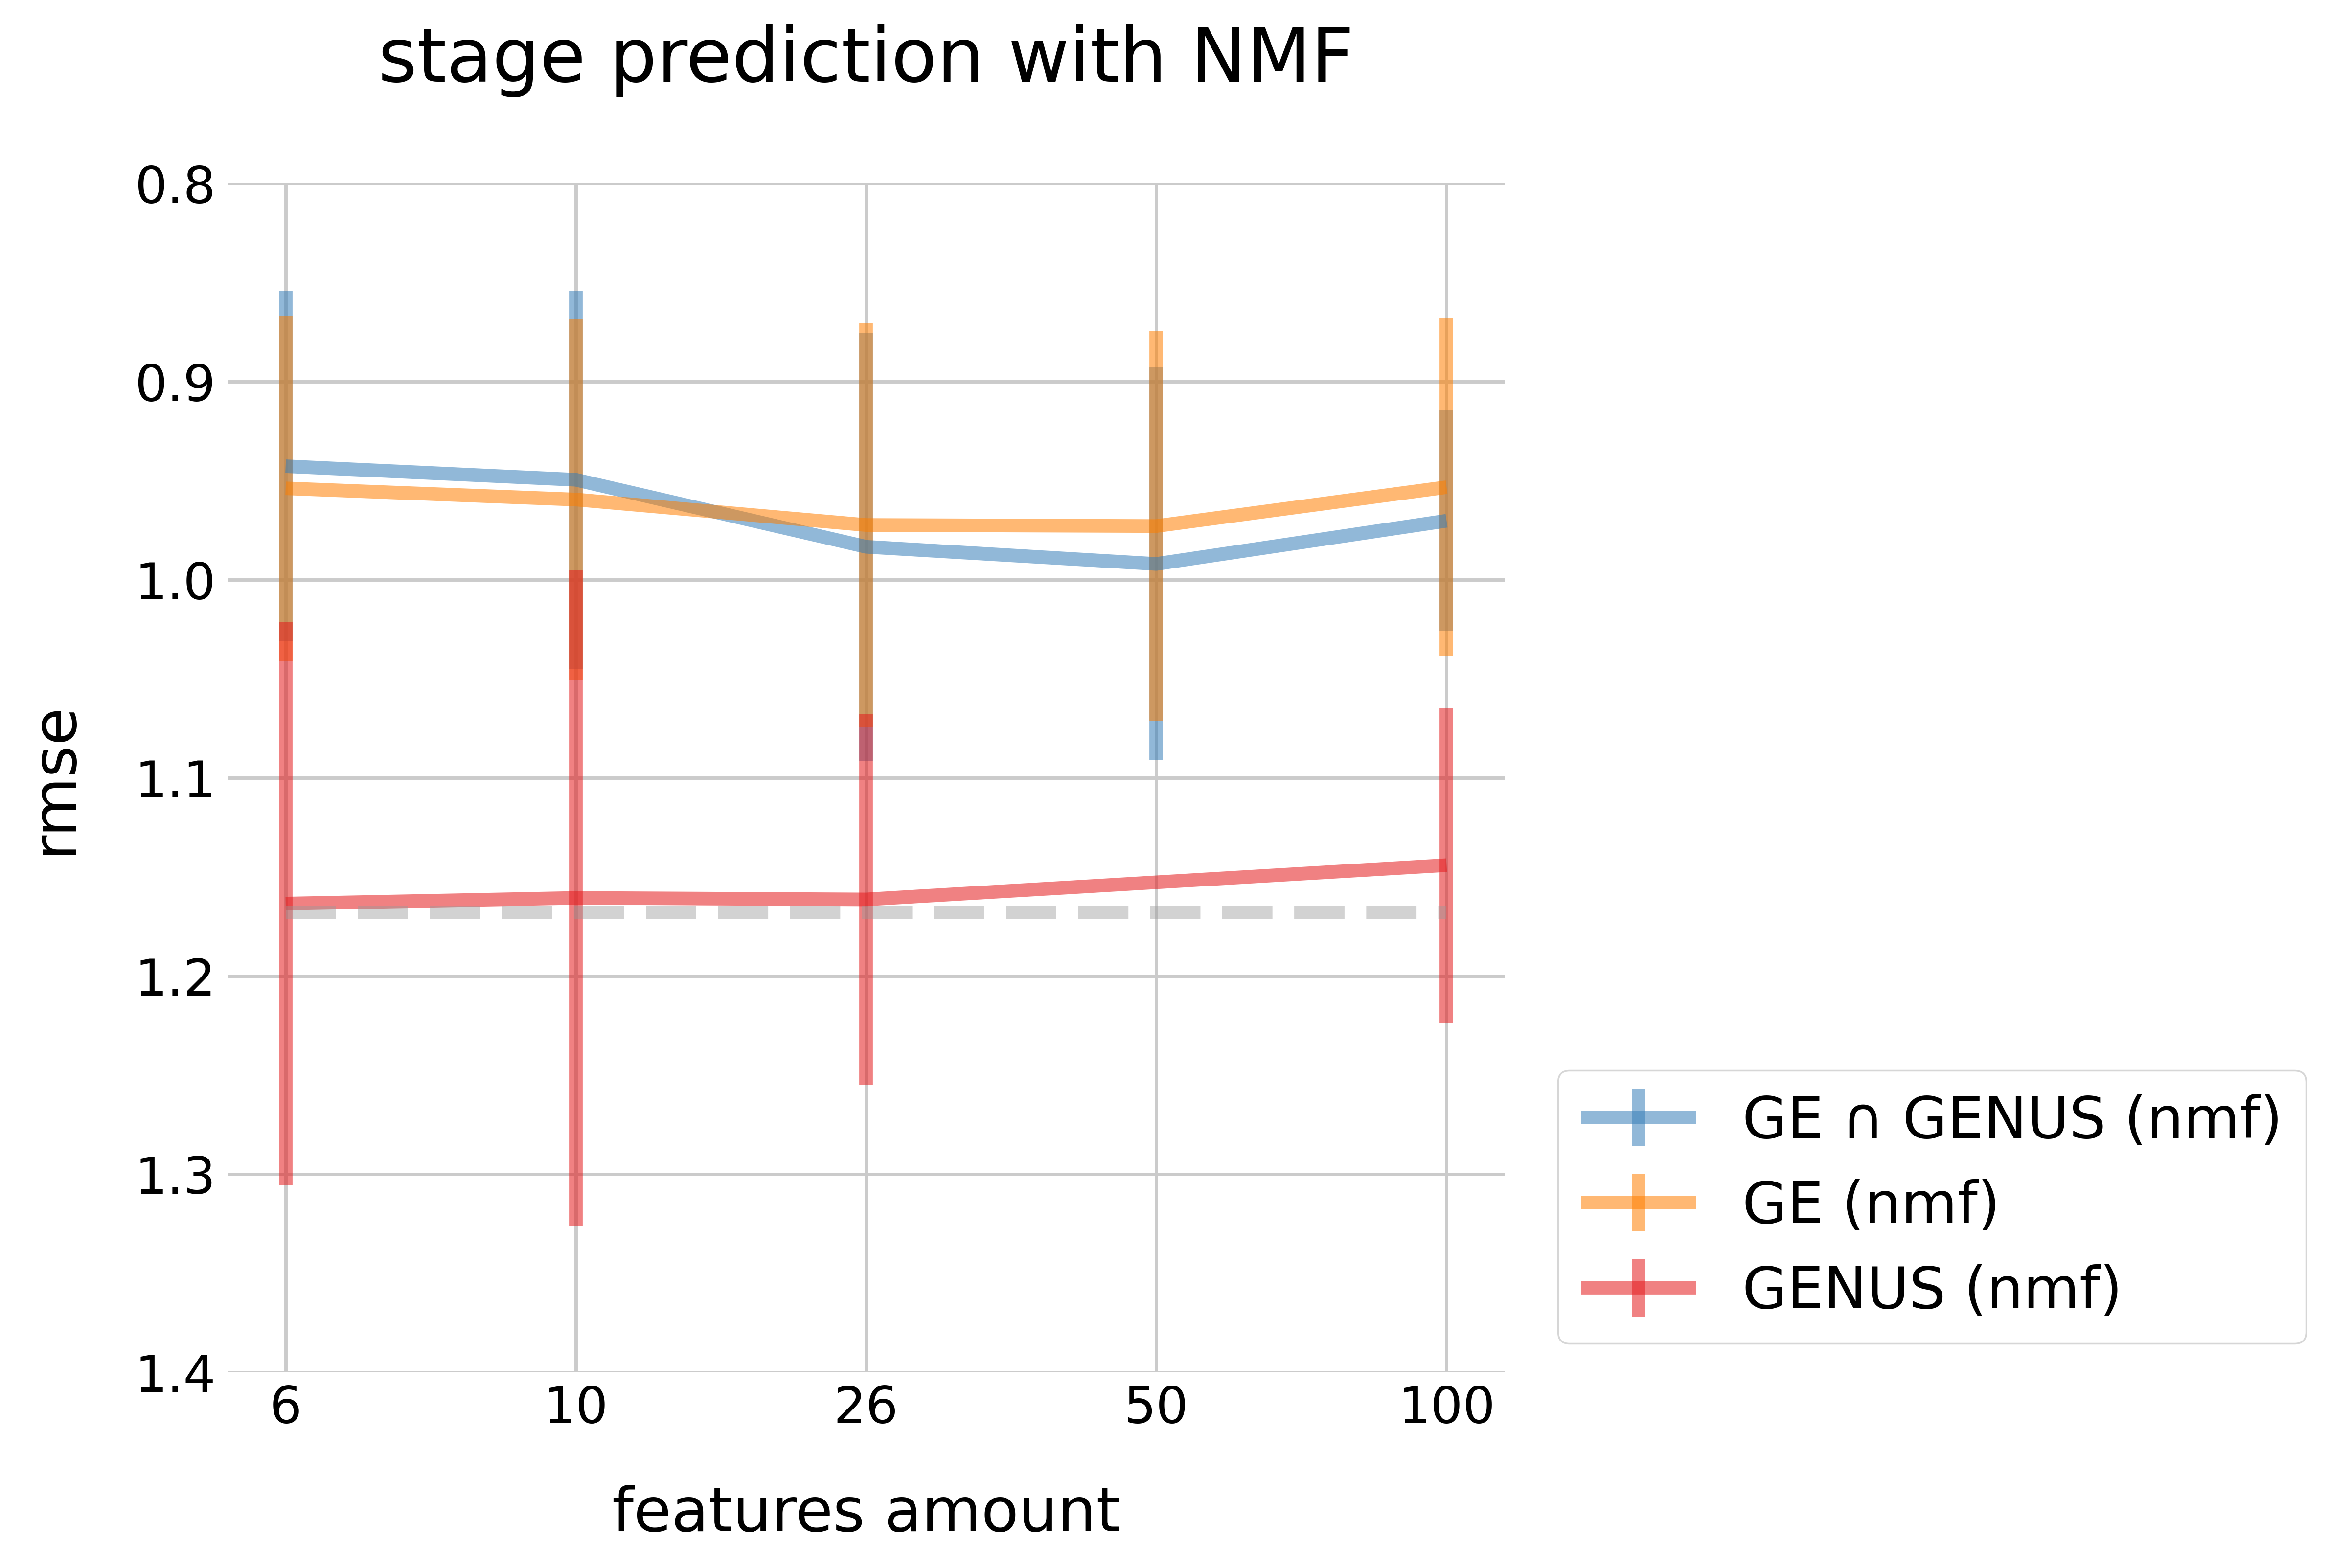 stage prediction with NMF
0.8
0.9
1.0
1.1
1.2
1.3
1.4
rmse
6 10 26 50 100
features amount
GE ∩ GENUS (nmf)
GE (nmf)
GENUS (nmf)